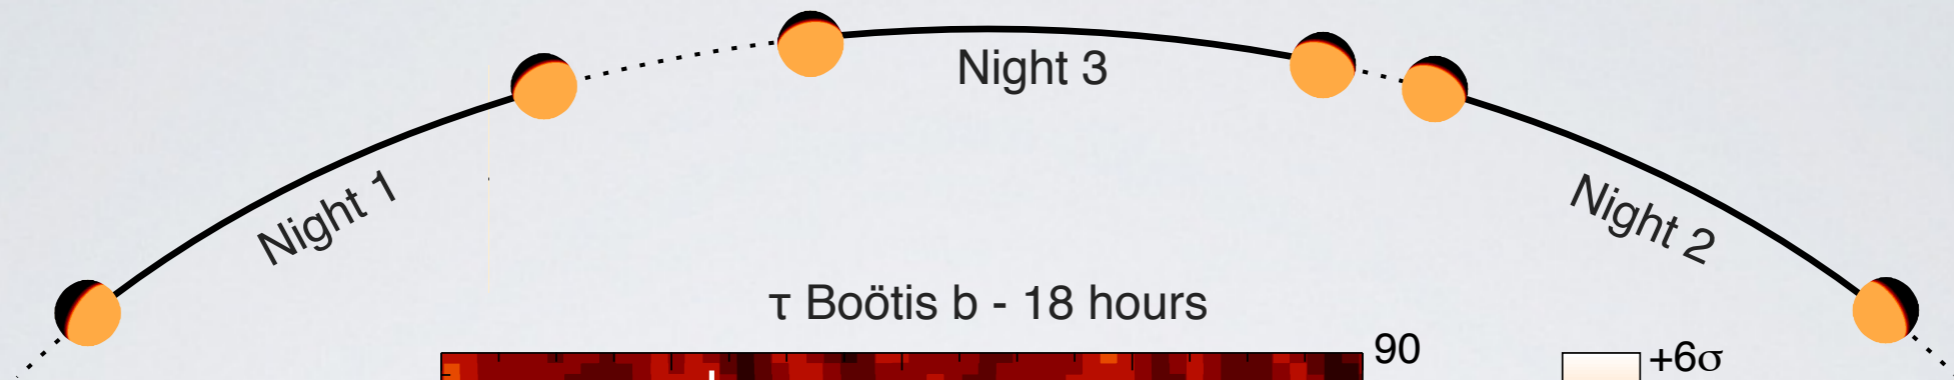 Night 3
Night 1
Night 2
τ Boötis b - 18 hours
90
+6σ